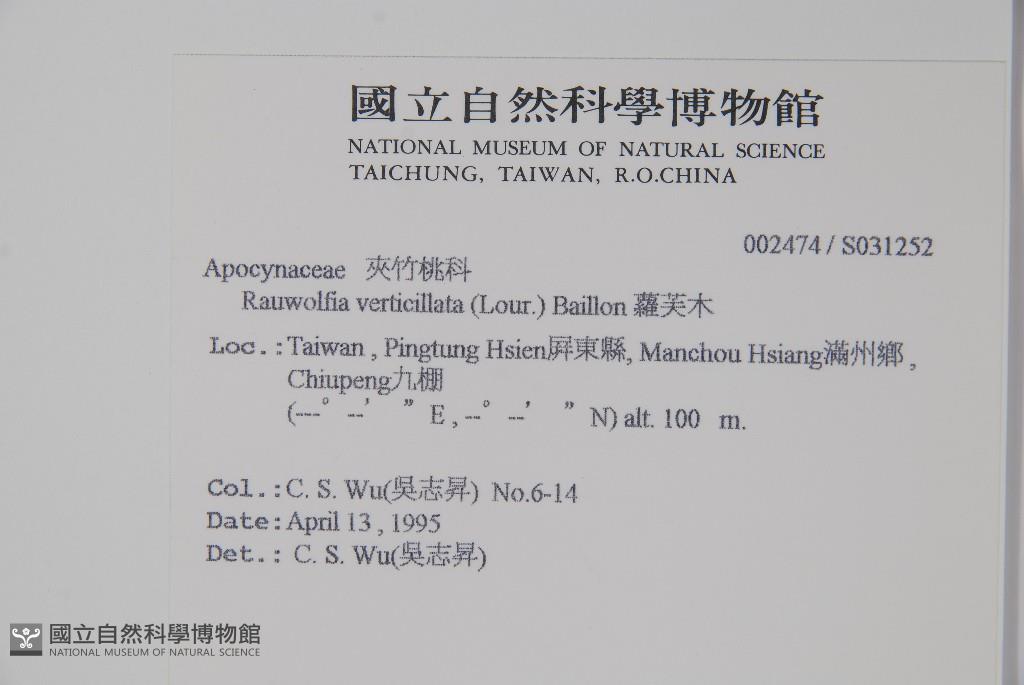 國立自然科學博物館
NATIONAL MUSEUM OF NATURAL SCIENCE
TAICHUNG, TAIWAN, R.O.CHINA
002474 / S031252
Apocynaceae 夾竹桃科
Rauwolfia verticillata (Lour.) Baillon 蘿芙木
Loc.: Taiwan , Pingtung Hsien屏東縣, Manchou Hsiang滿州鄉 ,
Chiupeng九棚
(---° --' ” E , --° --' ” N) alt. 100 m.
Col.: C. S. Wu(吳志昇) No.6-14
Date: April 13 , 1995
Det.: C. S. Wu(吳志昇)
國立自然科學博物館
NATIONAL MUSEUM OF NATURAL SCIENCE